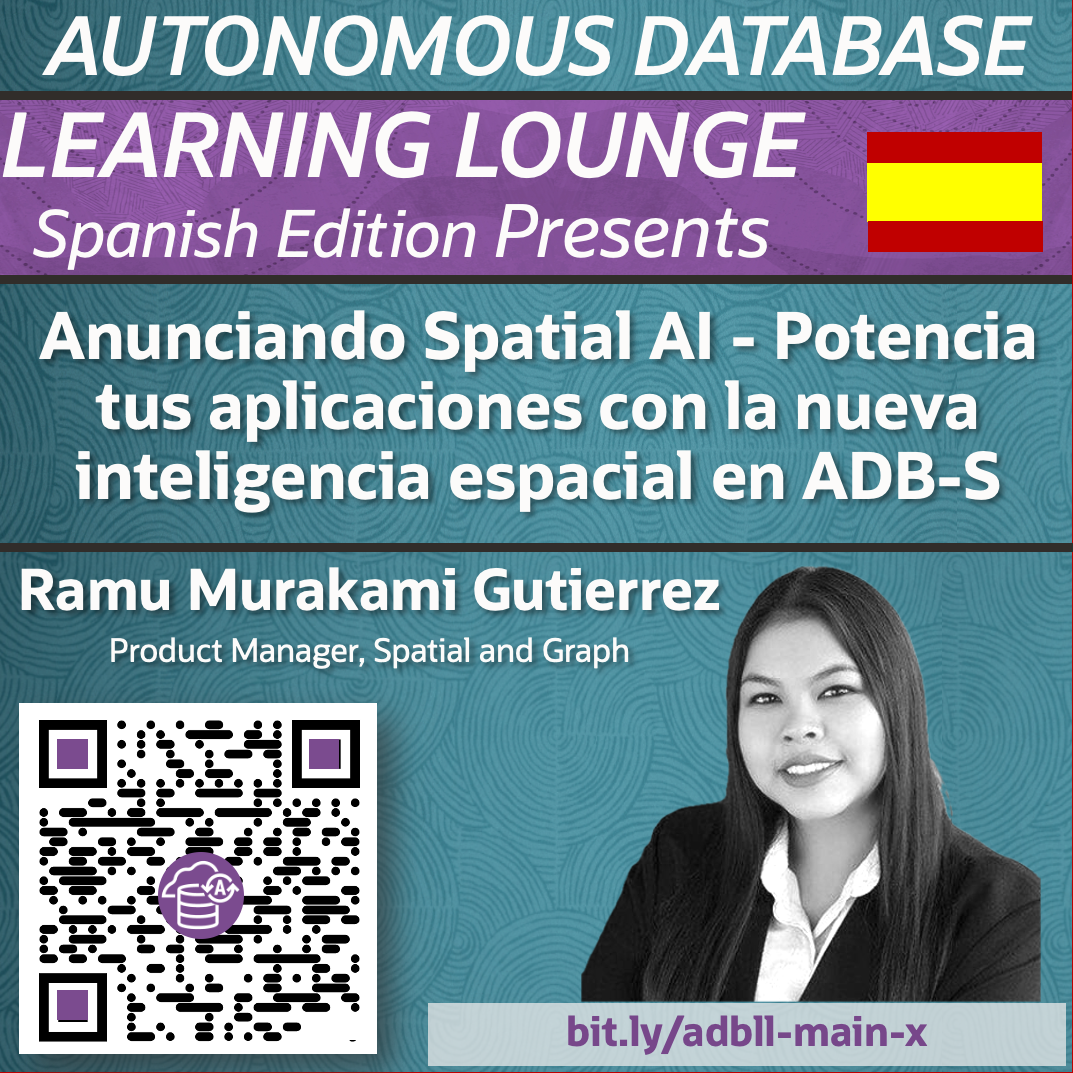 AUTONOMOUS DATABASE
LEARNING LOUNGE
Spanish Edition Presents
Anunciando Spatial AI - Potencia
tus aplicaciones con la nueva
inteligencia espacial en ADB-S
Ramu Murakami Gutierrez
Product Manager, Spatial and Graph
A
bit.ly/adbll-main-x